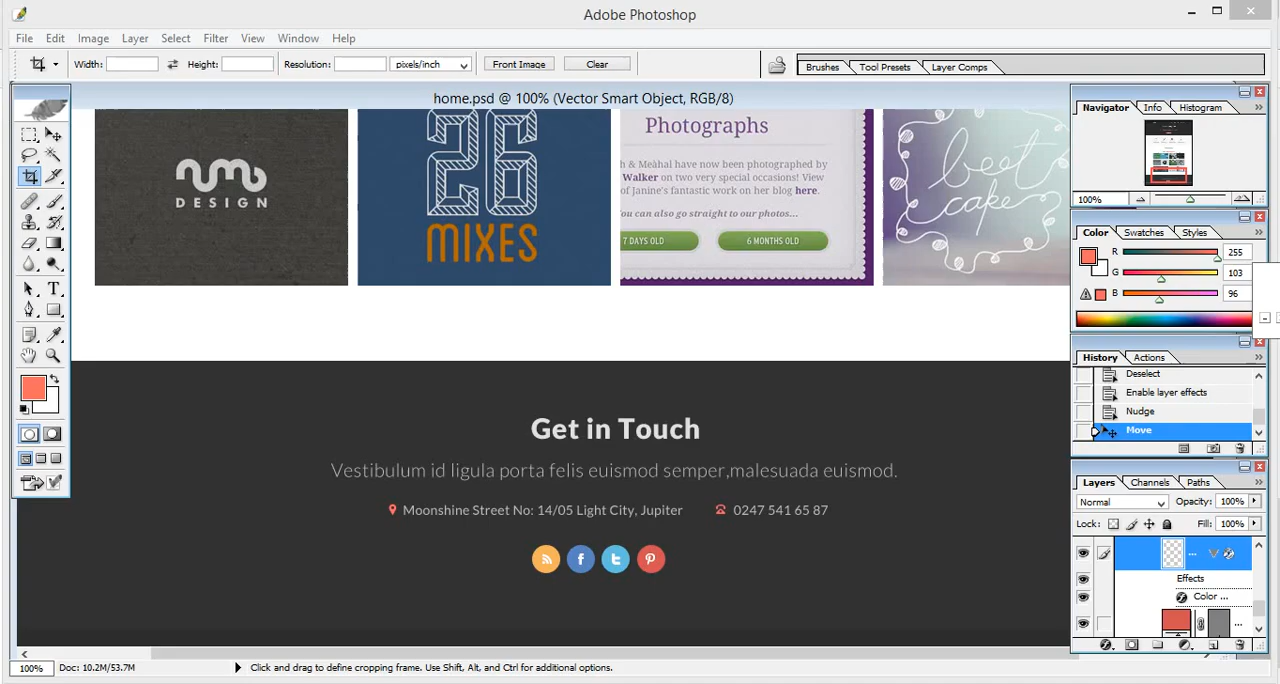 Adobe Photoshop
File Edit Image Layer Select Filter View Window Help
Width: Height: Resolution: pixels/inch Front Image Clear Brushes Tool Presets Layer Comps
home.psd @ 100% (Vector Smart Object, RGB/8)
DESIGN
26
MIXES
Photographs
h & Meàhal have now been photographed by
Walker on two very special occasions! View
of Janine's fantastic work on her blog here.
You can also go straight to our photos...
7 DAYS OLD 6 MONTHS OLD
beet
cake
Get in Touch
Vestibulum id ligula porta felis euismod semper,malesuada euismod.
Moonshine Street No: 14/05 Light City, Jupiter 0247 541 65 87
Navigator Info Histogram
100%
Color Swatches Styles
R 255
G 103
B 96
History Actions
Deselect
Enable layer effects
Nudge
Move
Layers Channels Paths
Normal Opacity: 100%
Lock: Fill: 100%
...
Effects
Color ...
...
100% Doc: 10.2M/53.7M Click and drag to define cropping frame. Use Shift, Alt, and Ctrl for additional options.